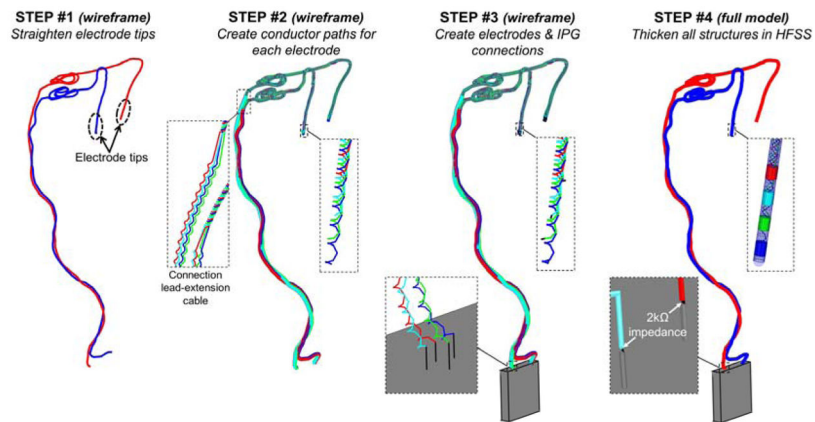 STEP #1 (wireframe)
Straighten electrode tips
STEP #2 (wireframe)
Create conductor paths for
each electrode
STEP #3 (wireframe)
Create electrodes & IPG
connections
STEP #4 (full model)
Thicken all structures in HFSS
Electrode tips
Connection
lead-extension
cable
2kΩ
impedance